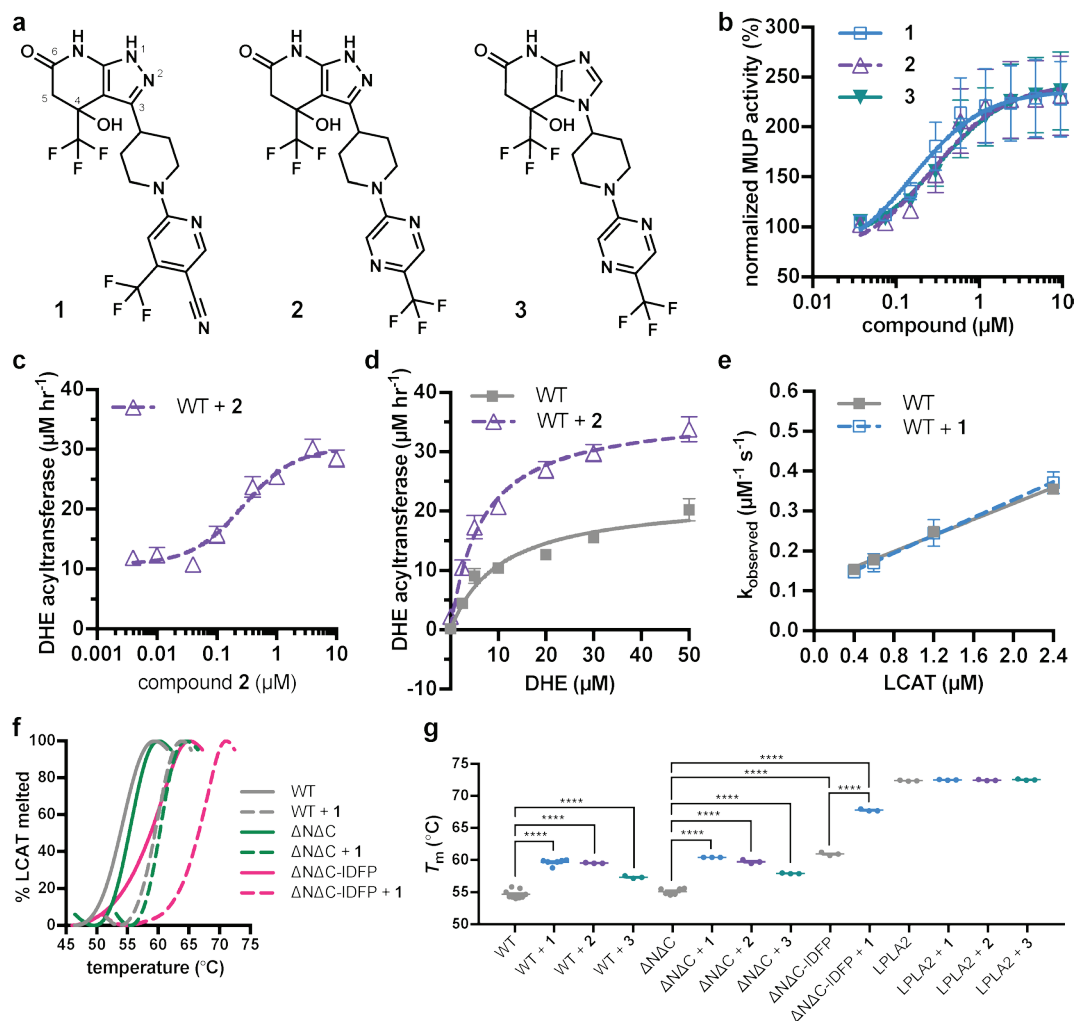 a
O
6
H
N
H
N
1
N
2
5
4
3
OH
F
F
F
N
N
F
F
F
N
1
O
H
N
H
N
N
OH
F
F
F
N
N
N
F
F
F
2
O
H
N
N
N
OH
F
F
F
N
N
N
F
F
F
3
b
normalized MUP activity (%)
300
250
200
150
100
50
1
2
3
0.01
0.1
1
10
compound (µM)
c
DHE acyltransferase (µM hr⁻¹)
40
30
20
10
0
WT + 2
0.001
0.01
0.1
1
10
compound 2 (µM)
d
DHE acyltransferase (µM hr⁻¹)
40
30
20
10
0
-10
WT
WT + 2
0
10
20
30
40
50
DHE (µM)
e
kobserved (µM⁻¹ s⁻¹)
0.6
0.5
0.4
0.3
0.2
0.1
0.0
WT
WT + 1
0.0
0.4
0.8
1.2
1.6
2.0
2.4
LCAT (µM)
f
% LCAT melted
100
80
60
40
20
0
45
50
55
60
65
70
75
temperature (°C)
WT
WT + 1
ΔNΔC
ΔNΔC + 1
ΔNΔC-IDFP
ΔNΔC-IDFP + 1
g
Tm (°C)
75
70
65
60
55
50
****
****
****
****
****
****
****
****
****
WT
WT + 1
WT + 2
WT + 3
ΔNΔC
ΔNΔC + 1
ΔNΔC + 2
ΔNΔC + 3
ΔNΔC-IDFP
ΔNΔC-IDFP + 1
LPLA2
LPLA2 + 1
LPLA2 + 2
LPLA2 + 3